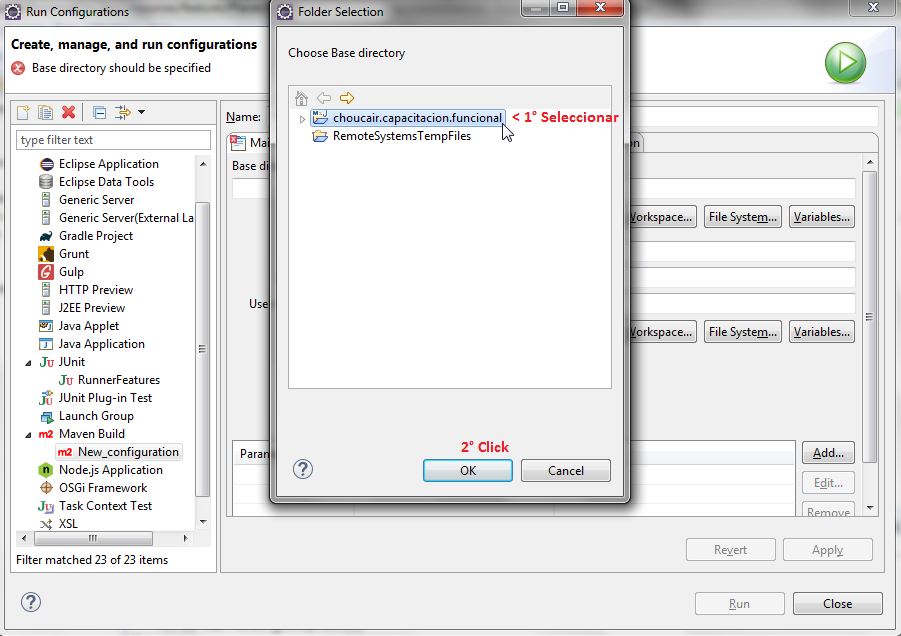 Run Configurations
Create, manage, and run configurations
Base directory should be specified
type filter text
Eclipse Application
Eclipse Data Tools
Generic Server
Generic Server(External La
Gradle Project
Grunt
Gulp
HTTP Preview
J2EE Preview
Java Applet
Java Application
JUnit
RunnerFeatures
JUnit Plug-in Test
Launch Group
Maven Build
New_configuration
Node.js Application
OSGi Framework
Task Context Test
XSL
Filter matched 23 of 23 items
Name:
Mai
Base di
Use
Param
Folder Selection
Choose Base directory
choucair.capacitacion.funcional
< 1° Seleccionar
RemoteSystemsTempFiles
2° Click
OK
Cancel
on
Workspace...
File System...
Variables...
Workspace...
File System...
Variables...
Add...
Edit...
Remove
Revert
Apply
Run
Close